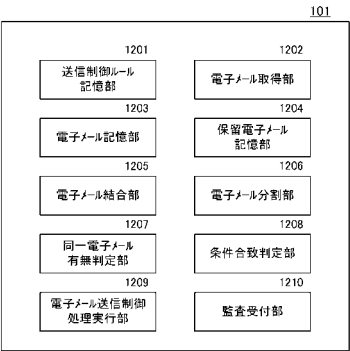 101
1201
送信制御ルール
記憶部
1202
電子メール取得部
1203
電子メール記憶部
1204
保留電子メール
記憶部
1205
電子メール結合部
1206
電子メール分割部
1207
同一電子メール
有無判定部
1208
条件合致判定部
1209
電子メール送信制御
処理実行部
1210
監査受付部